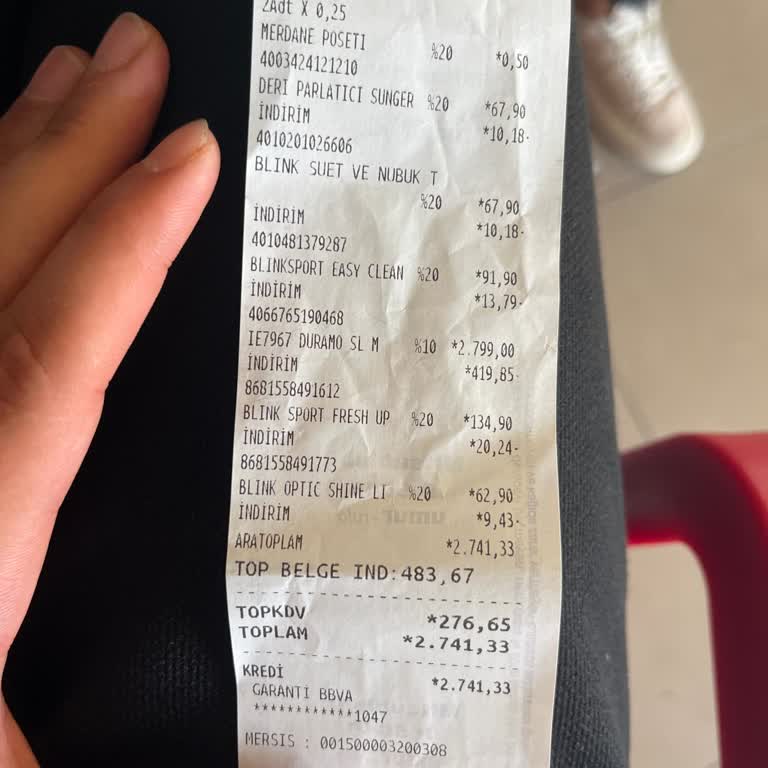 2Adt X 0,25
MERDANE POSETI %20 *0,50
4003424121210
DERI PARLATICI SUNGER %20 *67,90
İNDİRİM *10,18-
4010201026606
BLINK SUET VE NUBUK T
%20 *67,90
İNDİRİM *10,18-
4010481379287
BLINKSPORT EASY CLEAN %20 *91,90
İNDİRİM *13,79-
4066765190468
IE7967 DURAMO SL M %10 *2.799,00
İNDİRİM *419,85-
8681558491612
BLINK SPORT FRESH UP %20 *134,90
İNDİRİM *20,24-
8681558491773
BLINK OPTIC SHINE LI %20 *62,90
İNDİRİM *9,43-
ARATOPLAM *2.741,33
TOP BELGE IND:483,67
TOPKDV *276,65
TOPLAM *2.741,33
KREDİ *2.741,33
GARANTI BBVA
************1047
MERSIS : 001500003200308